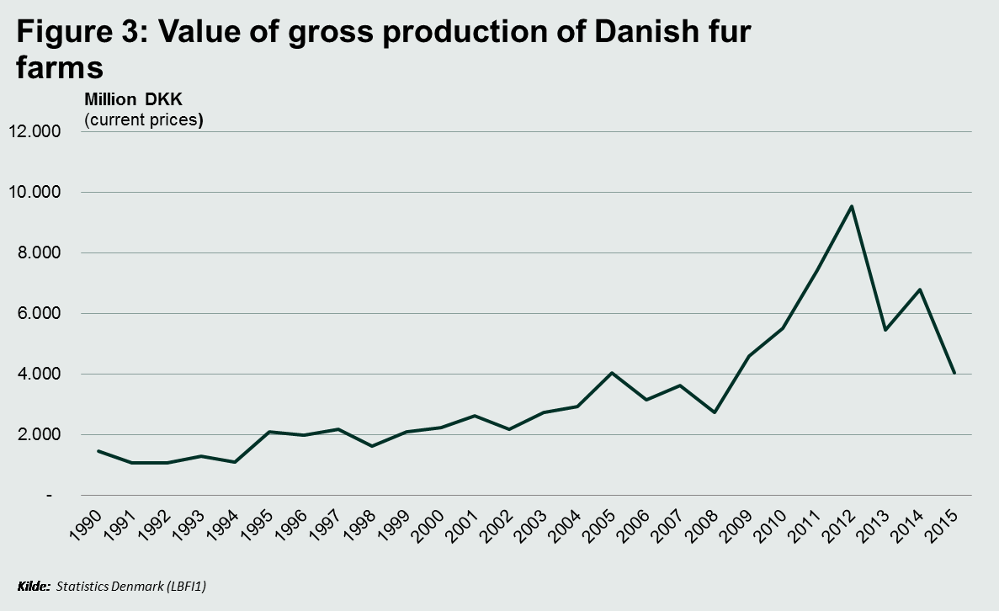 Figure 3: Value of gross production of Danish fur
farms
Million DKK
(current prices)
12.000
10.000
8.000
6.000
4.000
2.000
-
1990 1991 1992 1993 1994 1995 1996 1997 1998 1999 2000 2001 2002 2003 2004 2005 2006 2007 2008 2009 2010 2011 2012 2013 2014 2015
Kilde: Statistics Denmark (LBFI1)